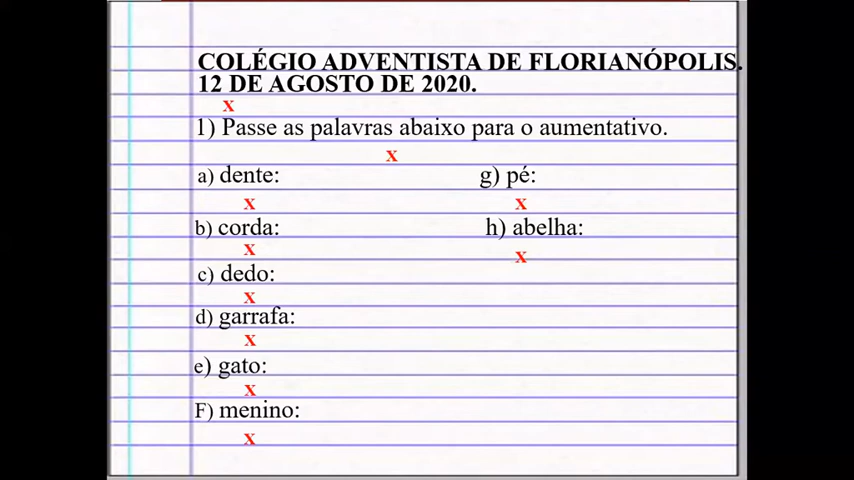 COLÉGIO ADVENTISTA DE FLORIANÓPOLIS.
12 DE AGOSTO DE 2020.
x
1) Passe as palavras abaixo para o aumentativo.
x
a) dente:
x
b) corda:
x
c) dedo:
x
d) garrafa:
x
e) gato:
x
F) menino:
x
g) pé:
x
h) abelha:
x